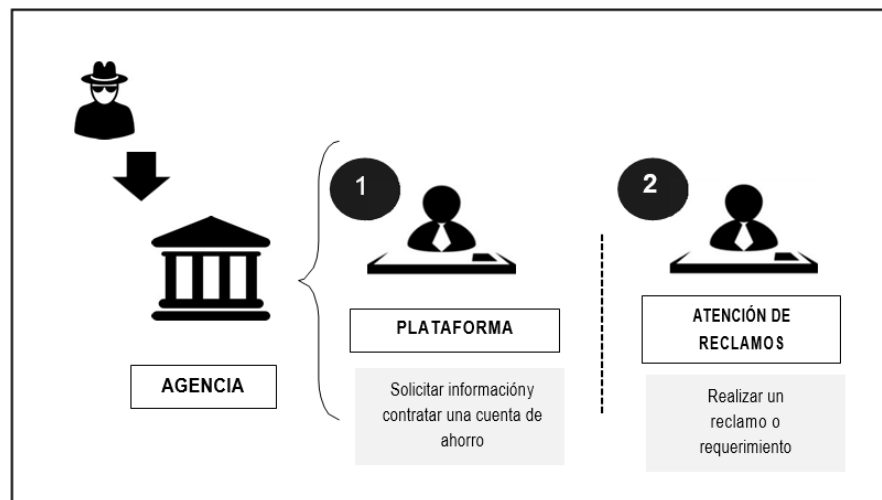 1
2
PLATAFORMA
ATENCIÓN DE
RECLAMOS
AGENCIA
Solicitar informacióny
contratar una cuenta de
ahorro
Realizar un
reclamo o
requerimiento